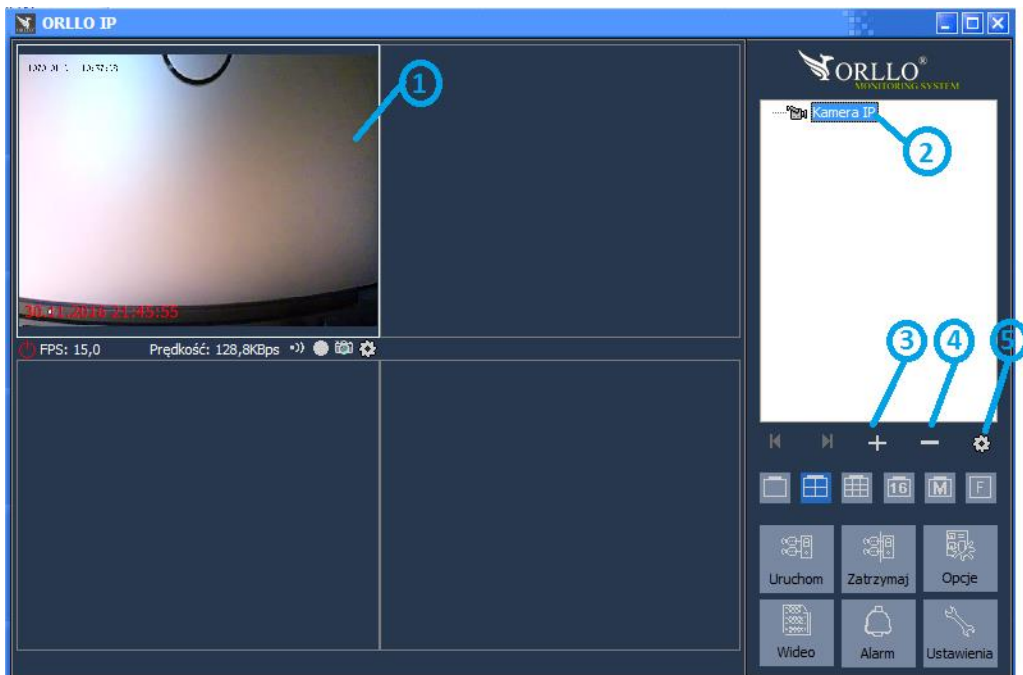 ORLLO IP
1
ORLLO®
MONITORING SYSTEM
Kamera IP
2
30.11.2016 21:45:55
FPS: 15,0 Prędkość: 128,8KBps
3 4 5
16 M F
Uruchom Zatrzymaj Opcje
Wideo Alarm Ustawienia